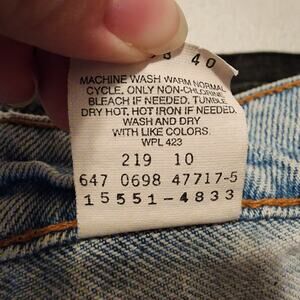 40
MACHINE WASH WARM NORMAL
CYCLE, ONLY NON-CHLORINE
BLEACH IF NEEDED. TUMBLE
DRY HOT, HOT IRON IF NEEDED.
WASH AND DRY
WITH LIKE COLORS.
WPL 423
219 10
647 0698 47717-5
15551-4833